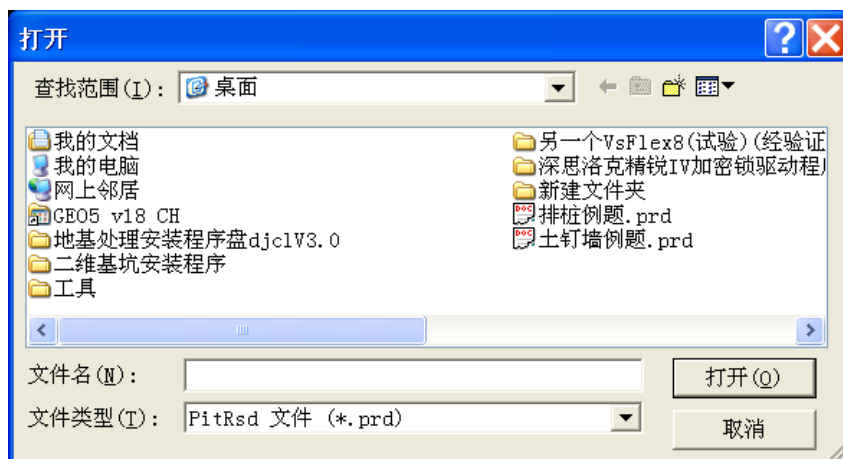 打开
查找范围(I): 桌面
我的文档
我的电脑
网上邻居
GEO5 v18 CH
地基处理安装程序盘djclV3.0
二维基坑安装程序
工具
另一个VsFlex8(试验)(经验证
深思洛克精锐IV加密锁驱动程
新建文件夹
排桩例题.prd
土钉墙例题.prd
文件名(N):
打开(O)
文件类型(T): PitRsd 文件 (*.prd)
取消